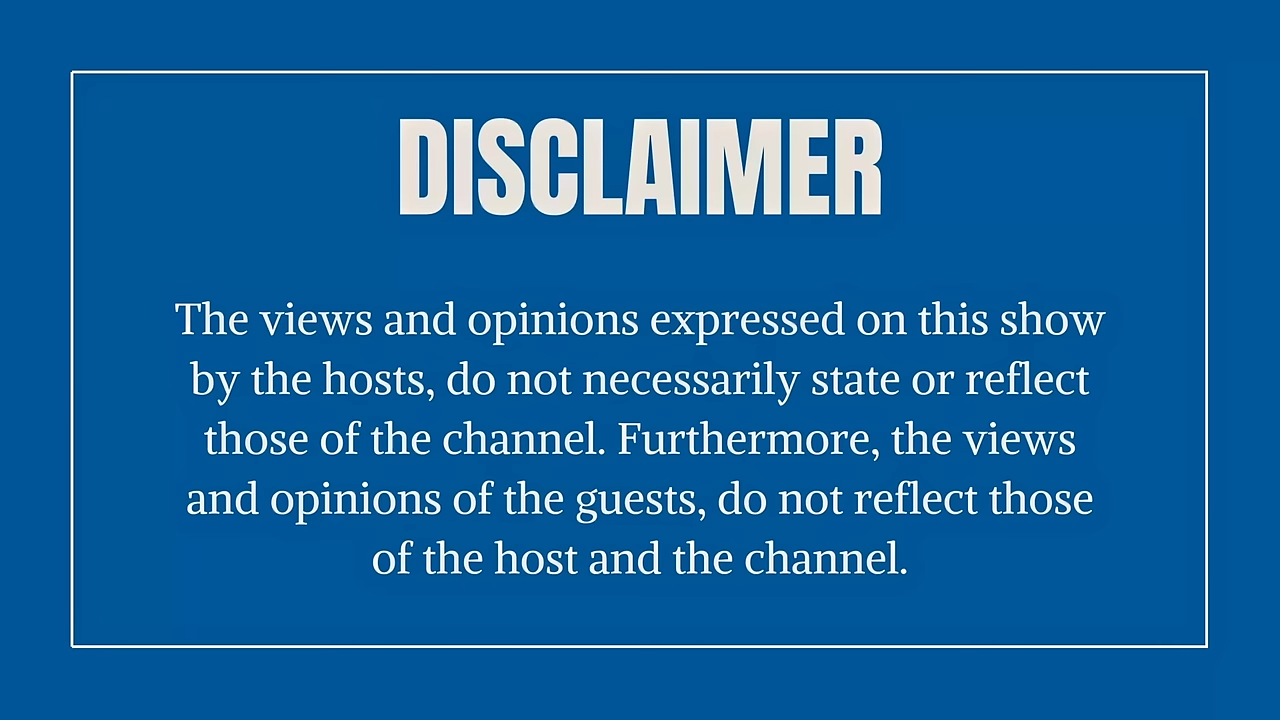 DISCLAIMER
The views and opinions expressed on this show
by the hosts, do not necessarily state or reflect
those of the channel. Furthermore, the views
and opinions of the guests, do not reflect those
of the host and the channel.